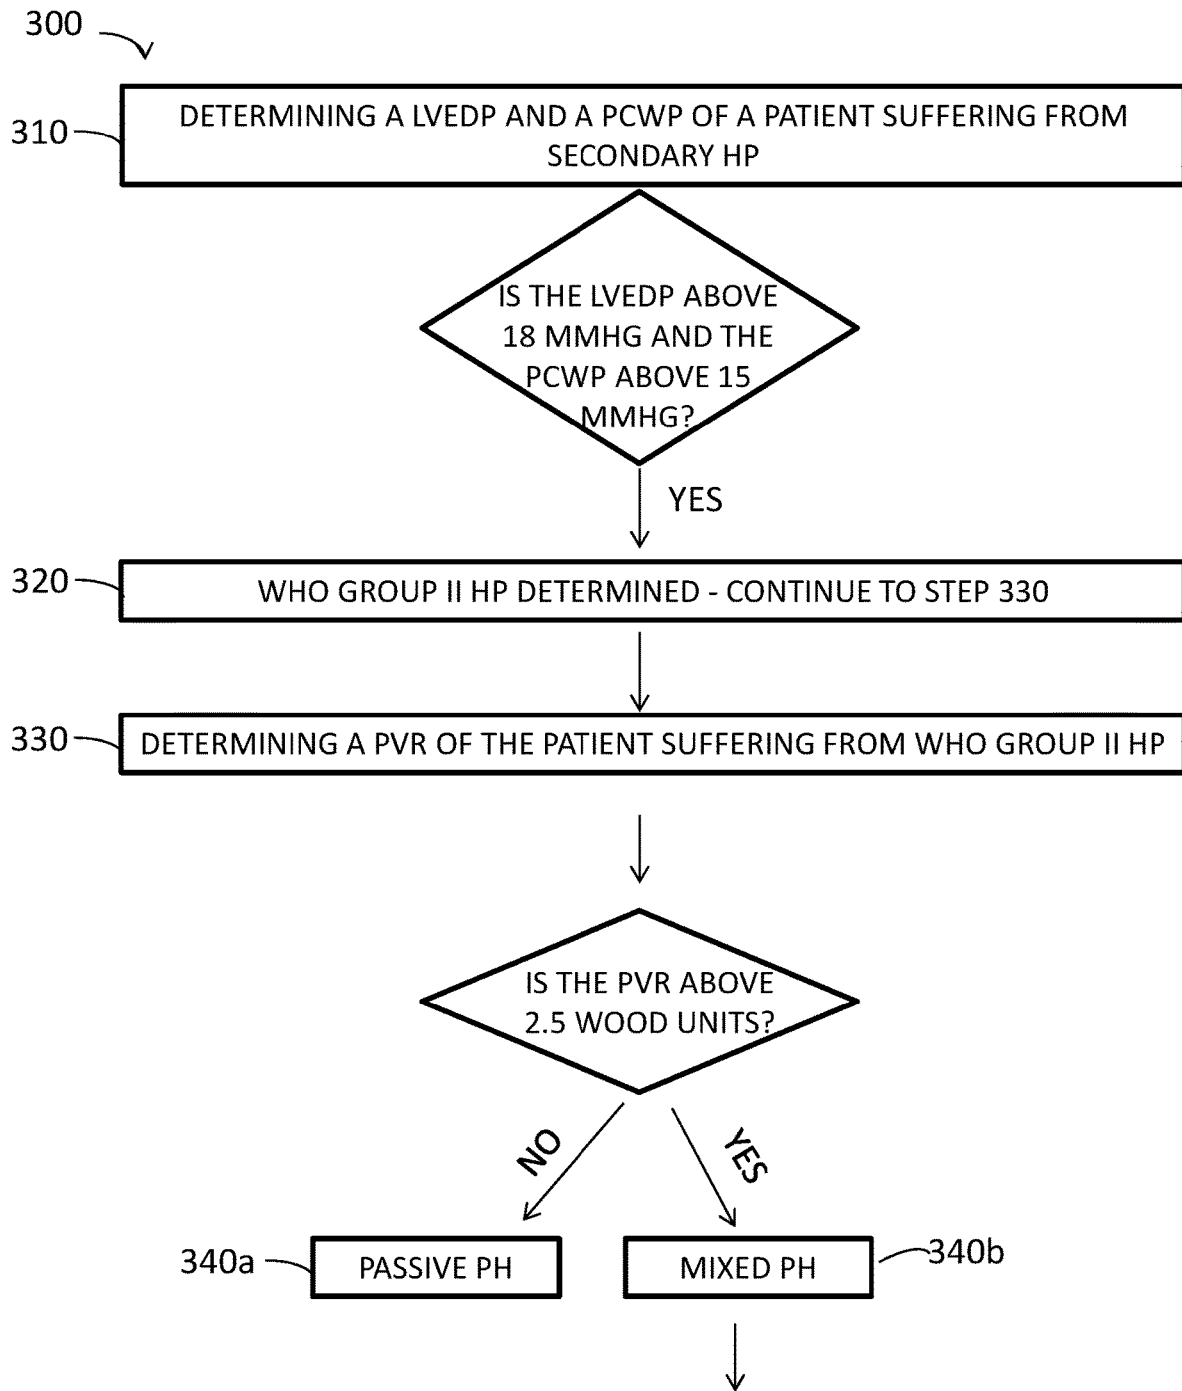 300
310
DETERMINING A LVEDP AND A PCWP OF A PATIENT SUFFERING FROM
SECONDARY HP
IS THE LVEDP ABOVE
18 MMHG AND THE
PCWP ABOVE 15
MMHG?
YES
320
WHO GROUP II HP DETERMINED - CONTINUE TO STEP 330
330
DETERMINING A PVR OF THE PATIENT SUFFERING FROM WHO GROUP II HP
IS THE PVR ABOVE
2.5 WOOD UNITS?
NO
YES
340a
PASSIVE PH
MIXED PH
340b